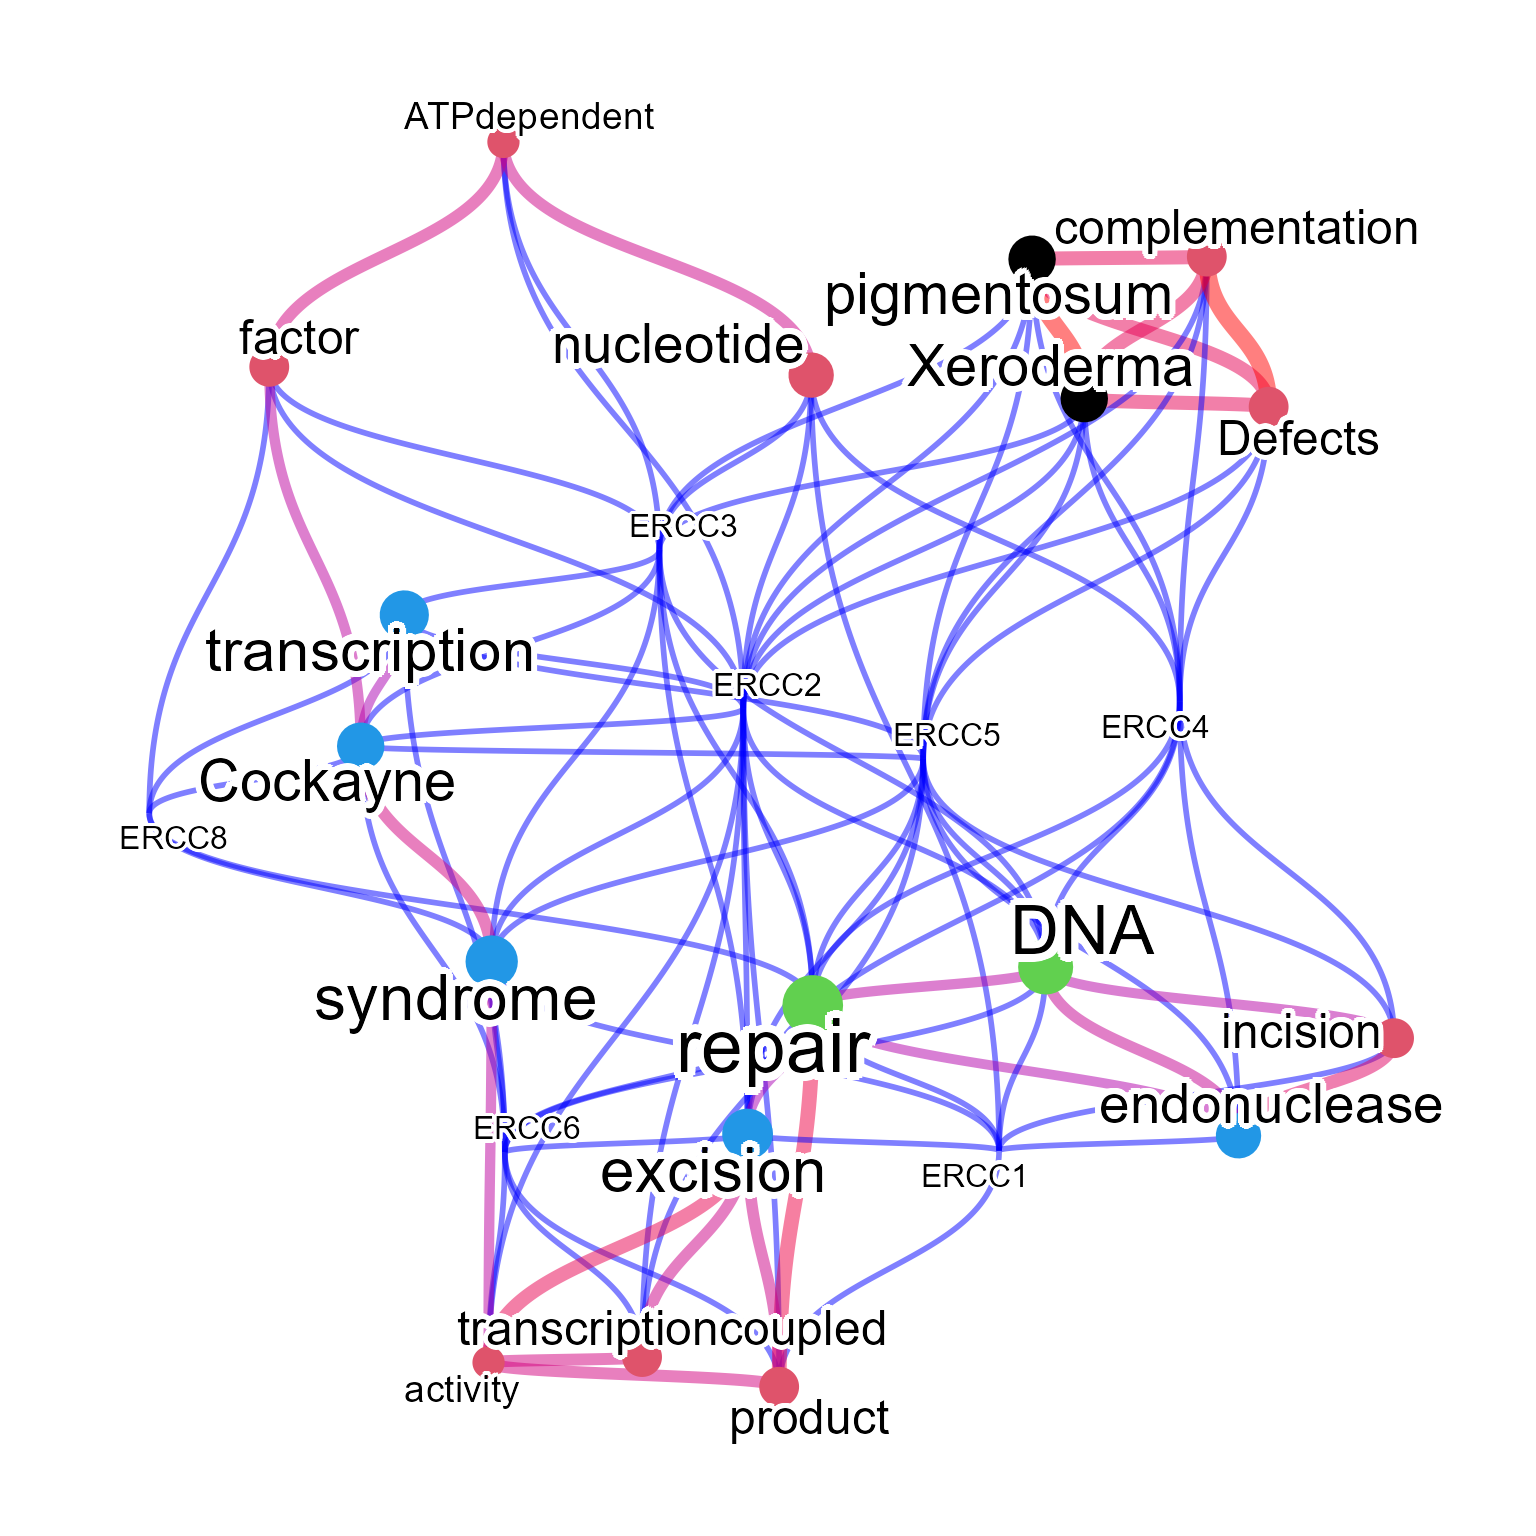 ATPdependent
complementation
pigmentosum
factor
nucleotide
Xeroderma
Defects
ERCC3
transcription
ERCC2
ERCC5
ERCC4
Cockayne
ERCC8
DNA
syndrome
incision
repair
endonuclease
ERCC6
excision
ERCC1
transcriptioncoupled
activity
product